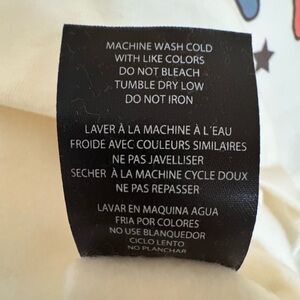 MACHINE WASH COLD
WITH LIKE COLORS
DO NOT BLEACH
TUMBLE DRY LOW
DO NOT IRON
LAVER À LA MACHINE À L´EAU
FROIDE AVEC COULEURS SIMILAIRES
NE PAS JAVELLISER
SECHER À LA MACHINE CYCLE DOUX
NE PAS REPASSER
LAVAR EN MAQUINA AGUA
FRIA POR COLORES
NO USE BLANQUEDOR
CICLO LENTO
NO PLANCHAR